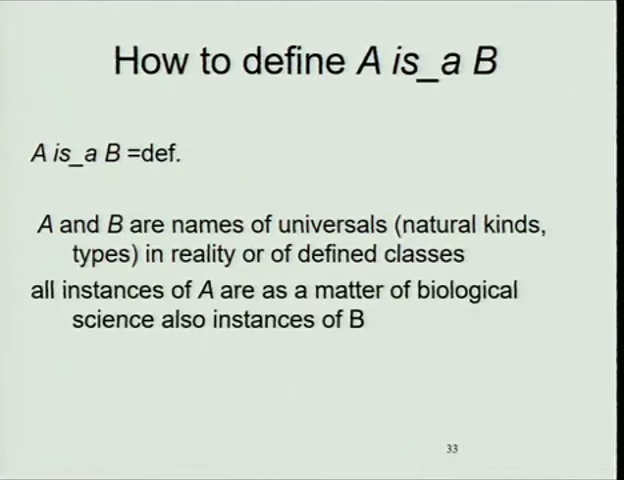 How to define A is_a B
A is_a B =def.
A and B are names of universals (natural kinds,
types) in reality or of defined classes
all instances of A are as a matter of biological
science also instances of B
33